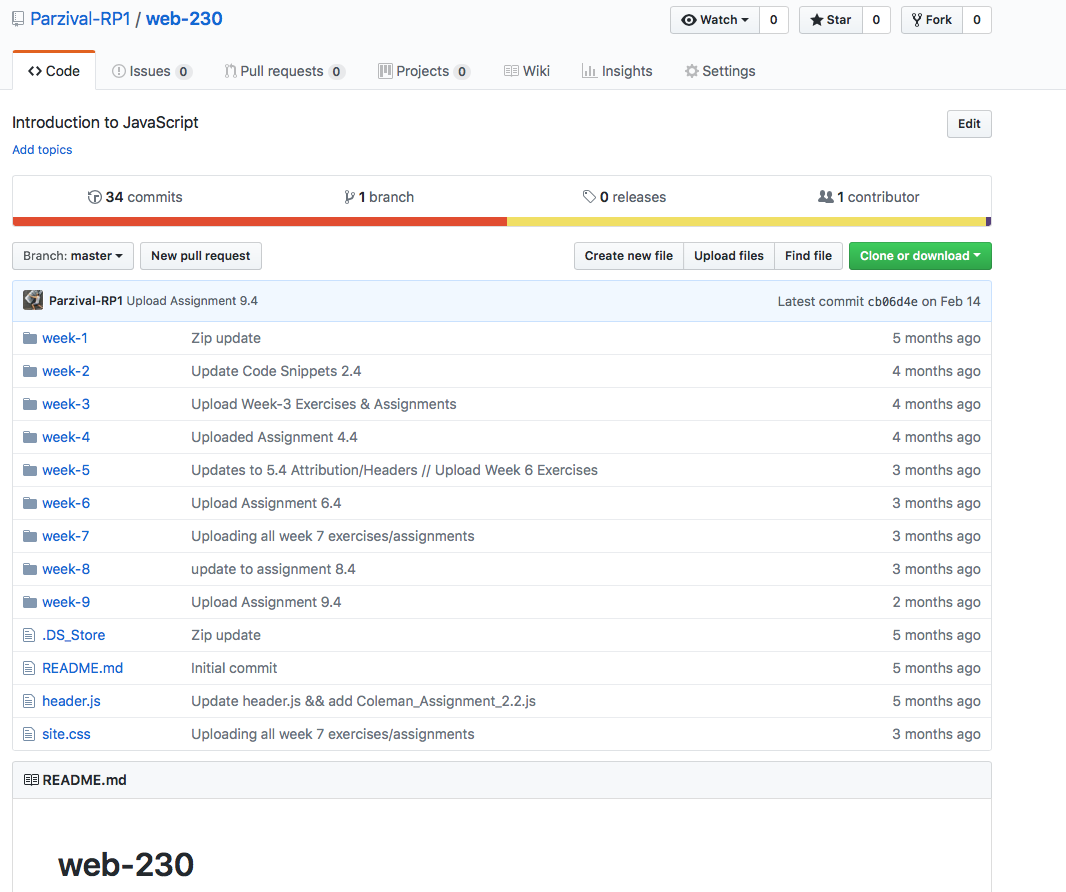 Parzival-RP1 / web-230 Watch 0 Star 0 Fork 0
Code Issues 0 Pull requests 0 Projects 0 Wiki Insights Settings
Introduction to JavaScript Edit
Add topics
34 commits 1 branch 0 releases 1 contributor
Branch: master New pull request Create new file Upload files Find file Clone or download
Parzival-RP1 Upload Assignment 9.4 Latest commit cb06d4e on Feb 14
week-1 Zip update 5 months ago
week-2 Update Code Snippets 2.4 4 months ago
week-3 Upload Week-3 Exercises & Assignments 4 months ago
week-4 Uploaded Assignment 4.4 4 months ago
week-5 Updates to 5.4 Attribution/Headers // Upload Week 6 Exercises 3 months ago
week-6 Upload Assignment 6.4 3 months ago
week-7 Uploading all week 7 exercises/assignments 3 months ago
week-8 update to assignment 8.4 3 months ago
week-9 Upload Assignment 9.4 2 months ago
.DS_Store Zip update 5 months ago
README.md Initial commit 5 months ago
header.js Update header.js && add Coleman_Assignment_2.2.js 5 months ago
site.css Uploading all week 7 exercises/assignments 3 months ago
README.md
web-230